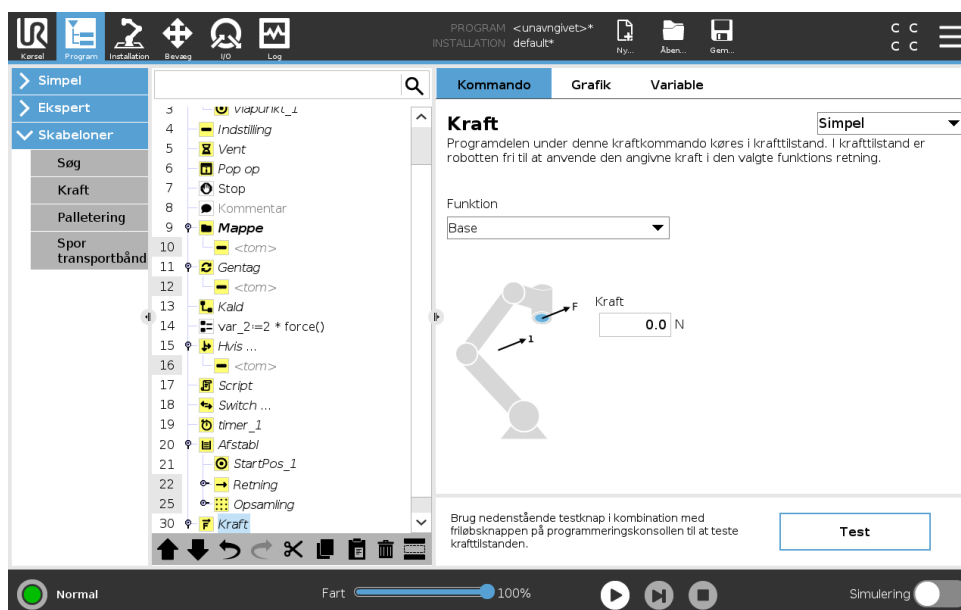 UR
Kørsel
Program
Installation
Bevæg
I/O
Log
PROGRAM <unavngivet>*
INSTALLATION default*
Ny...
Åben...
Gem...
C C
C C
Simpel
Ekspert
Skabeloner
Søg
Kraft
Palletering
Spor
transportbånd
3 Viapunkt_1
4 Indstilling
5 Vent
6 Pop op
7 Stop
8 Kommentar
9 Mappe
10 <tom>
11 Gentag
12 <tom>
13 Kald
14 var_2:=2 * force()
15 Hvis ...
16 <tom>
17 Script
18 Switch ...
19 timer_1
20 Afstabl
21 StartPos_1
22 Retning
25 Opsamling
30 Kraft
Kommando Grafik Variable
Kraft
Simpel
Programdelen under denne kraftkommando køres i krafttilstand. I krafttilstand er
robotten fri til at anvende den angivne kraft i den valgte funktions retning.
Funktion
Base
F
1
Kraft
0.0 N
Brug nedenstående testknap i kombination med
friløbsknappen på programmeringskonsollen til at teste
krafttilstanden.
Test
Normal
Fart 100%
Simulering